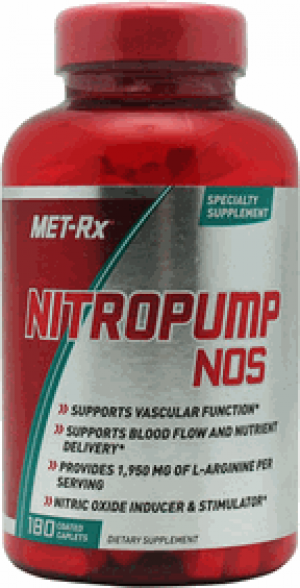 SPECIALTY
SUPPLEMENT
MET-Rx
NITROPUMP
NOS
» SUPPORTS VASCULAR FUNCTION*
» SUPPORTS BLOOD FLOW AND NUTRIENT
DELIVERY*
» PROVIDES 1,950 MG OF L-ARGININE PER
SERVING
» NITRIC OXIDE INDUCER & STIMULATOR*
180 COATED
CAPLETS
DIETARY SUPPLEMENT